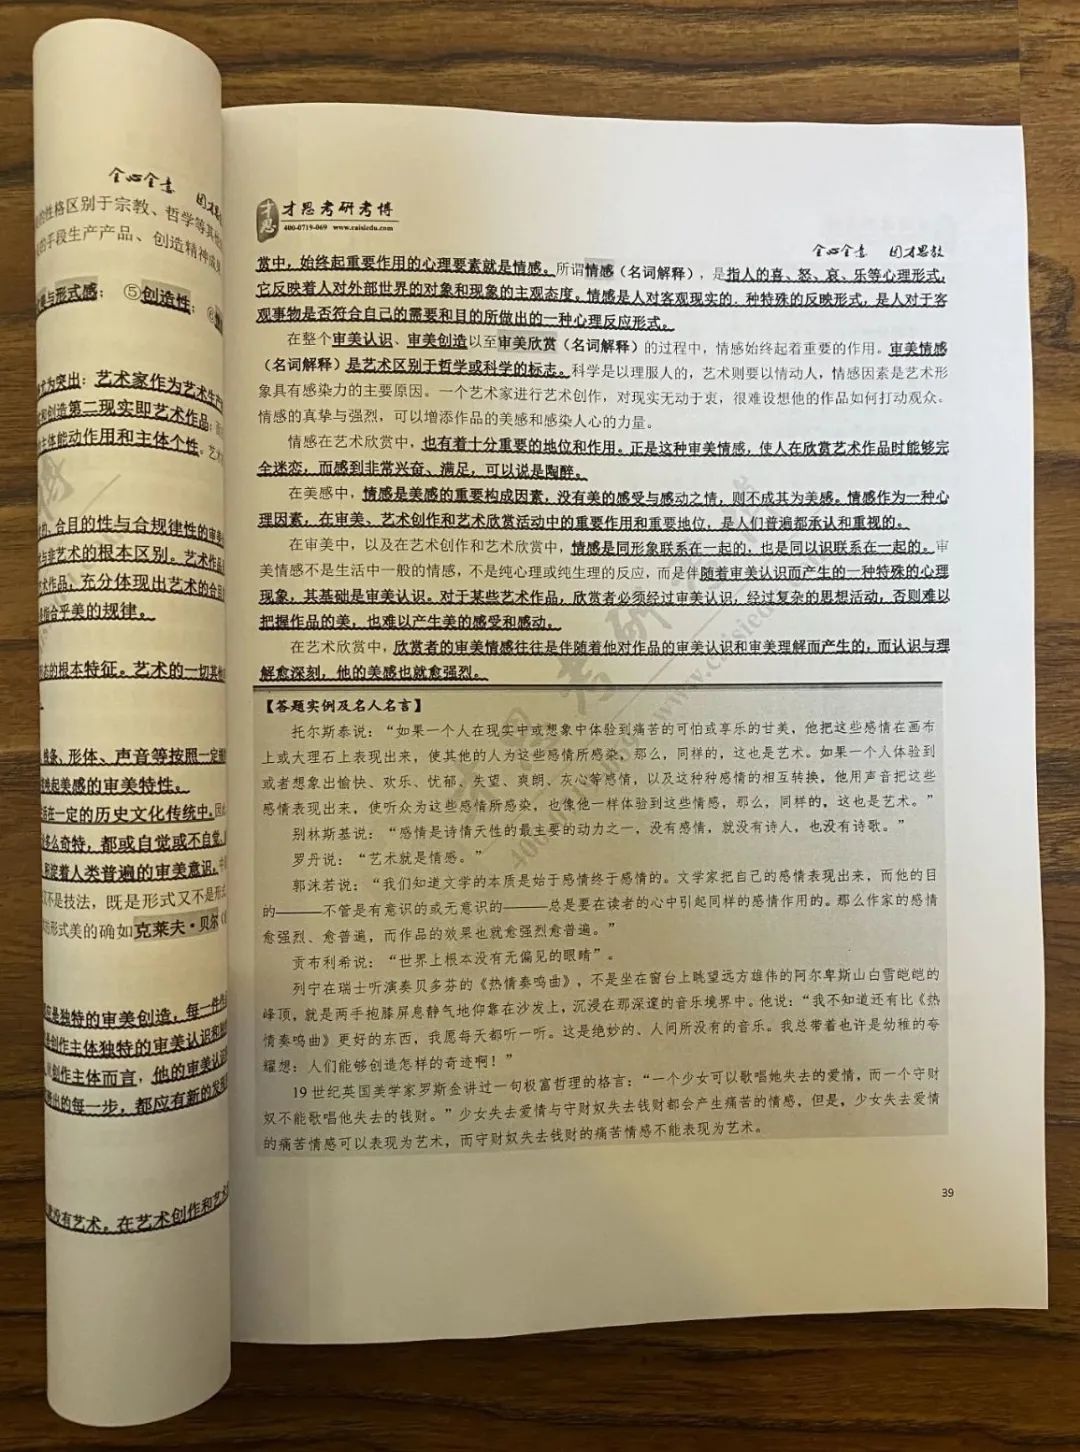 全心全意
的性格区别于宗教、哲学等其他
的手段生产产品、创造精神成
与形式感；⑤创造性；⑥
尤为突出：艺术家作为艺术生产
和创造第二现实即艺术作品；
主体能动作用和主体个性。艺
合目的性与合规律性的审美
与非艺术的根本区别。艺术作品
术作品，充分体现出艺术的合目
合乎美的规律。
态的根本特征。艺术的一切其他
线条、形体、声音等按照一定
唤起美感的审美特性。
在一定的历史文化传统中。因
多么奇特，都或自觉或不自觉
积淀着人类普遍的审美意识。
又不是技法，既是形式又不是形式
的形式美的确如克莱夫·贝尔
应是独特的审美创造，每一件
是创作主体独特的审美认识和
创作主体而言，他的审美认识
踏出的每一步，都应有新的发现
就没有艺术。在艺术创作和艺术
才思
才思考研考博
400-0719-069 www.caisiedu.com
全心全意 因才思教
赏中，始终起重要作用的心理要素就是情感。所谓情感（名词解释），是指人的喜、怒、哀、乐等心理形式，
它反映着人对外部世界的对象和现象的主观态度。情感是人对客观现实的一种特殊的反映形式，是人对于客
观事物是否符合自己的需要和目的所做出的一种心理反应形式。
在整个审美认识、审美创造以至审美欣赏（名词解释）的过程中，情感始终起着重要的作用。审美情感
（名词解释）是艺术区别于哲学或科学的标志。科学是以理服人的，艺术则要以情动人，情感因素是艺术形
象具有感染力的主要原因。一个艺术家进行艺术创作，对现实无动于衷，很难设想他的作品如何打动观众。
情感的真挚与强烈，可以增添作品的美感和感染人心的力量。
情感在艺术欣赏中，也有着十分重要的地位和作用。正是这种审美情感，使人在欣赏艺术作品时能够完
全迷恋，而感到非常兴奋、满足，可以说是陶醉。
在美感中，情感是美感的重要构成因素，没有美的感受与感动之情，则不成其为美感。情感作为一种心
理因素，在审美、艺术创作和艺术欣赏活动中的重要作用和重要地位，是人们普遍都承认和重视的。
在审美中，以及在艺术创作和艺术欣赏中，情感是同形象联系在一起的，也是同以识联系在一起的。审
美情感不是生活中一般的情感，不是纯心理或纯生理的反应，而是伴随着审美认识而产生的一种特殊的心理
现象，其基础是审美认识。对于某些艺术作品，欣赏者必须经过审美认识，经过复杂的思想活动，否则难以
把握作品的美，也难以产生美的感受和感动。
在艺术欣赏中，欣赏者的审美情感往往是伴随着他对作品的审美认识和审美理解而产生的，而认识与理
解愈深刻，他的美感也就愈强烈。
【答题实例及名人名言】
托尔斯泰说：“如果一个人在现实中或想象中体验到痛苦的可怕或享乐的甘美，他把这些感情在画布
上或大理石上表现出来，使其他的人为这些感情所感染，那么，同样的，这也是艺术。如果一个人体验到
或者想象出愉快、欢乐、忧郁、失望、爽朗、灰心等感情，以及这种种感情的相互转换，他用声音把这些
感情表现出来，使听众为这些感情所感染，也像他一样体验到这些情感，那么，同样的，这也是艺术。”
别林斯基说：“感情是诗情天性的最主要的动力之一，没有感情，就没有诗人，也没有诗歌。”
罗丹说：“艺术就是情感。”
郭沫若说：“我们知道文学的本质是始于感情终于感情的。文学家把自己的感情表现出来，而他的目
的———不管是有意识的或无意识的———总是要在读者的心中引起同样的感情作用的。那么作家的感情
愈强烈、愈普遍，而作品的效果也就愈强烈愈普遍。”
贡布利希说：“世界上根本没有无偏见的眼睛”。
列宁在瑞士听演奏贝多芬的《热情奏鸣曲》，不是坐在窗台上眺望远方雄伟的阿尔卑斯山白雪皑皑的
峰顶，就是两手抱膝屏息静气地仰靠在沙发上，沉浸在那深邃的音乐境界中。他说：“我不知道还有比《热
情奏鸣曲》更好的东西，我愿每天都听一听。这是绝妙的、人间所没有的音乐。我总带着也许是幼稚的夸
耀想：人们能够创造怎样的奇迹啊！”
19 世纪英国美学家罗斯金讲过一句极富哲理的格言：“一个少女可以歌唱她失去的爱情，而一个守财
奴不能歌唱他失去的钱财。”少女失去爱情与守财奴失去钱财都会产生痛苦的情感，但是，少女失去爱情
的痛苦情感可以表现为艺术，而守财奴失去钱财的痛苦情感不能表现为艺术。
39